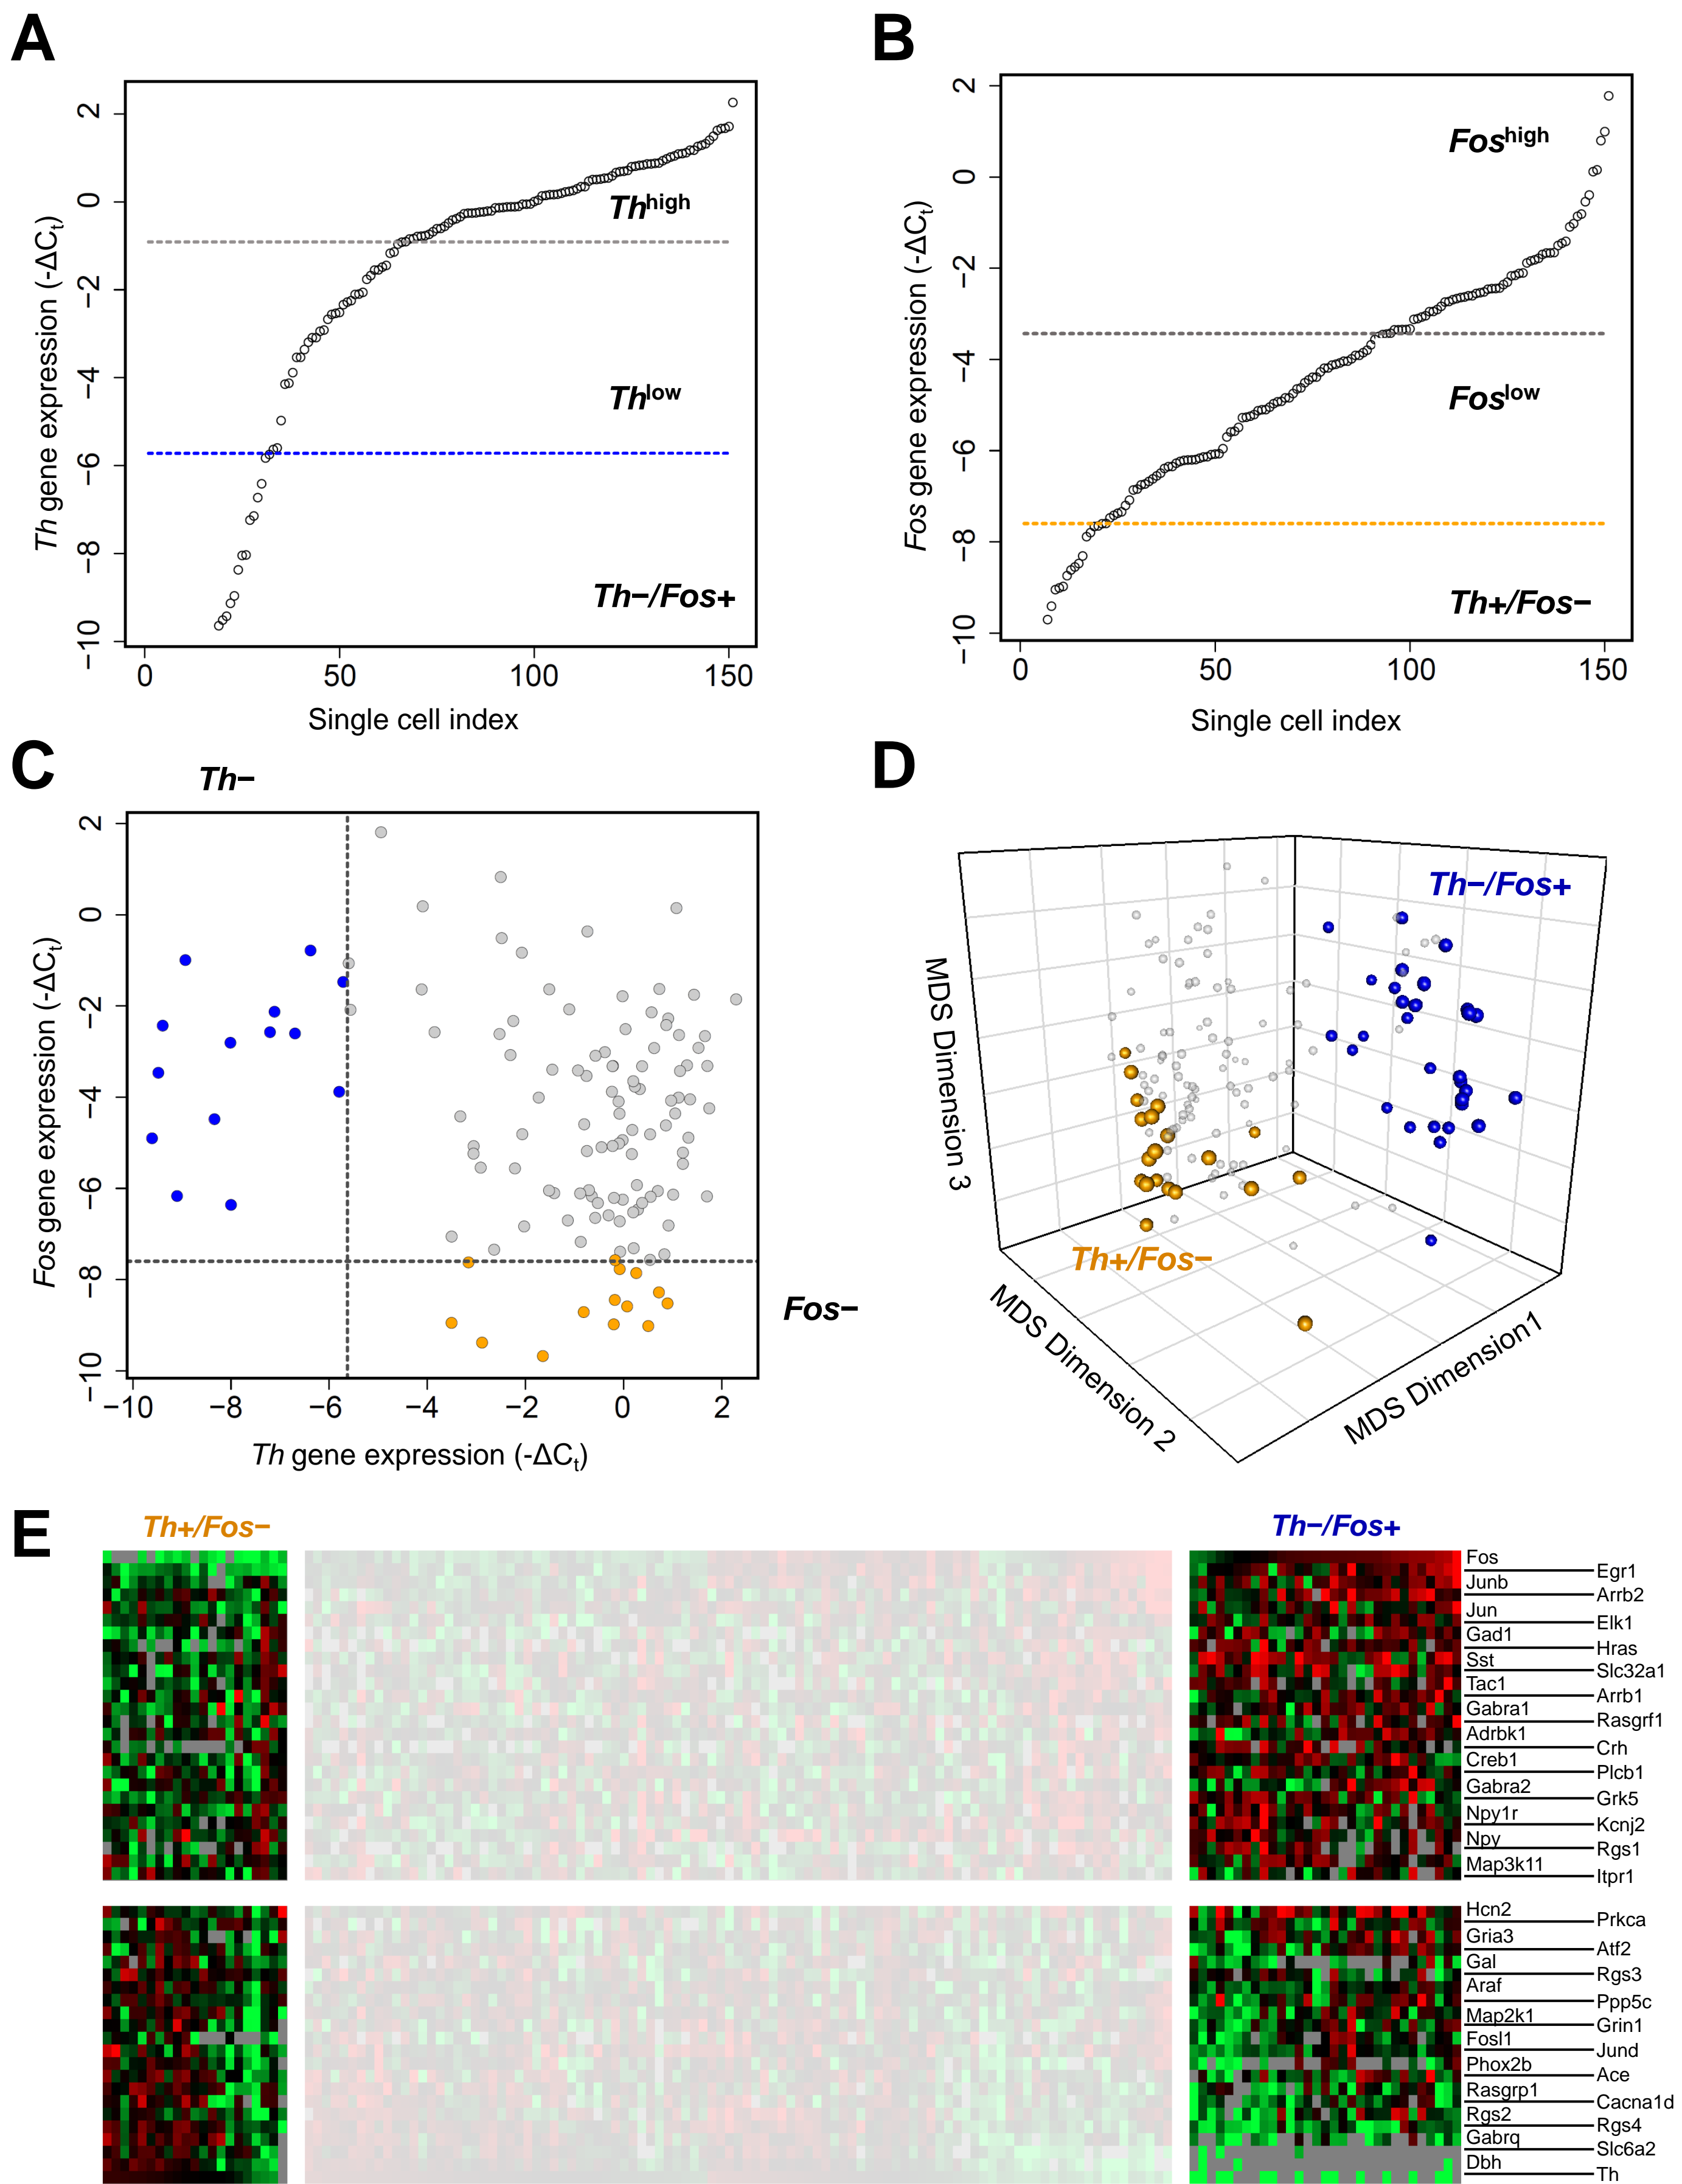 A
B
Th gene expression (-ΔCt)
2
0
−2
−4
−6
−8
−10
Thhigh
Thlow
Th−/Fos+
0
50
100
150
Single cell index
Fos gene expression (-ΔCt)
2
0
−2
−4
−6
−8
−10
Foshigh
Foslow
Th+/Fos−
0
50
100
150
Single cell index
C
D
Th−
Fos gene expression (-ΔCt)
2
0
−2
−4
−6
−8
−10
Fos−
−10
−8
−6
−4
−2
0
2
Th gene expression (-ΔCt)
Th−/Fos+
Th+/Fos−
MDS Dimension 3
MDS Dimension 2
MDS Dimension1
E
Th+/Fos−
Th−/Fos+
Fos
Egr1
Junb
Arrb2
Jun
Elk1
Gad1
Hras
Sst
Slc32a1
Tac1
Arrb1
Gabra1
Rasgrf1
Adrbk1
Crh
Creb1
Plcb1
Gabra2
Grk5
Npy1r
Kcnj2
Npy
Rgs1
Map3k11
Itpr1
Hcn2
Prkca
Gria3
Atf2
Gal
Rgs3
Araf
Ppp5c
Map2k1
Grin1
Fosl1
Jund
Phox2b
Ace
Rasgrp1
Cacna1d
Rgs2
Rgs4
Gabrq
Slc6a2
Dbh
Th